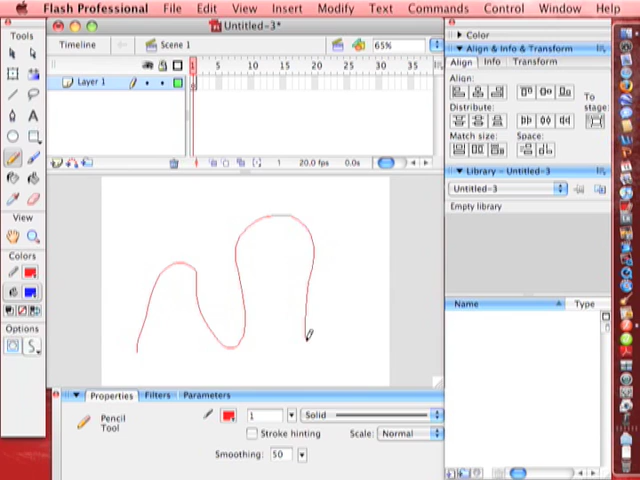 Flash Professional File Edit View Insert Modify Text Commands Control Window Help
Untitled-3*
Tools
Timeline
Scene 1
65%
Layer 1
1 5 10 15 20 25 30 35
1 20.0 fps 0.0s
View
Colors
Options
Color
Align & Info & Transform
Align Info Transform
Align:
To
stage:
Distribute:
Match size: Space:
Library - Untitled-3
Untitled-3
Empty library
Name Type
Properties Filters Parameters
Pencil
Tool
1 Solid
Stroke hinting Scale: Normal
Smoothing: 50